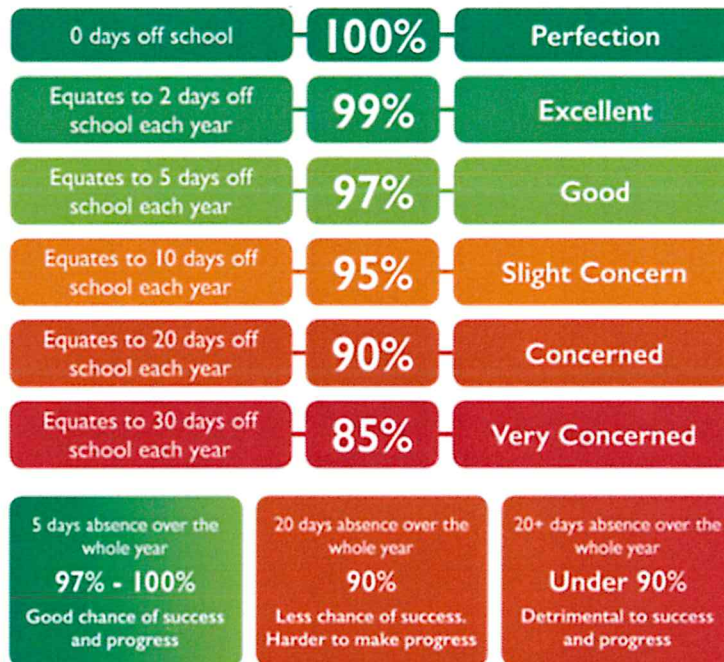 0 days off school
100%
Perfection
Equates to 2 days off
school each year
99%
Excellent
Equates to 5 days off
school each year
97%
Good
Equates to 10 days off
school each year
95%
Slight Concern
Equates to 20 days off
school each year
90%
Concerned
Equates to 30 days off
school each year
85%
Very Concerned
5 days absence over the
whole year
97% - 100%
Good chance of success
and progress
20 days absence over the
whole year
90%
Less chance of success.
Harder to make progress
20+ days absence over the
whole year
Under 90%
Detrimental to success
and progress